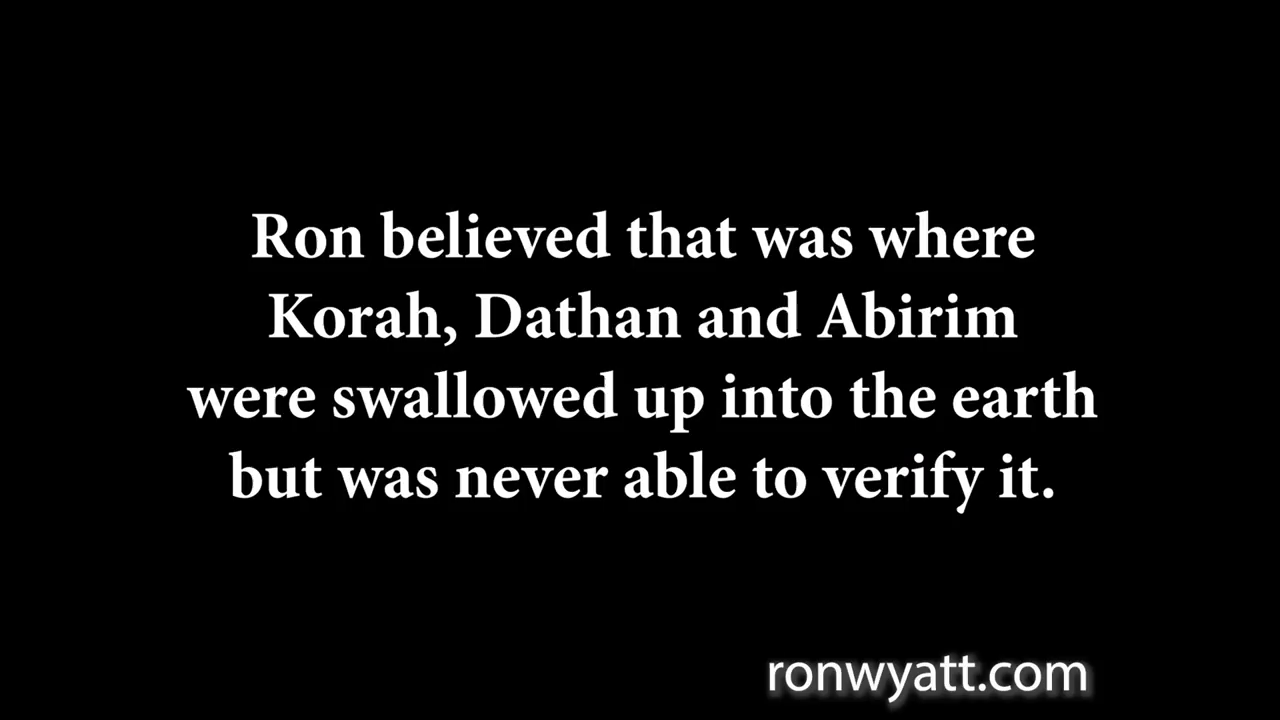 Ron believed that was where
Korah, Dathan and Abirim
were swallowed up into the earth
but was never able to verify it.
ronwyatt.com